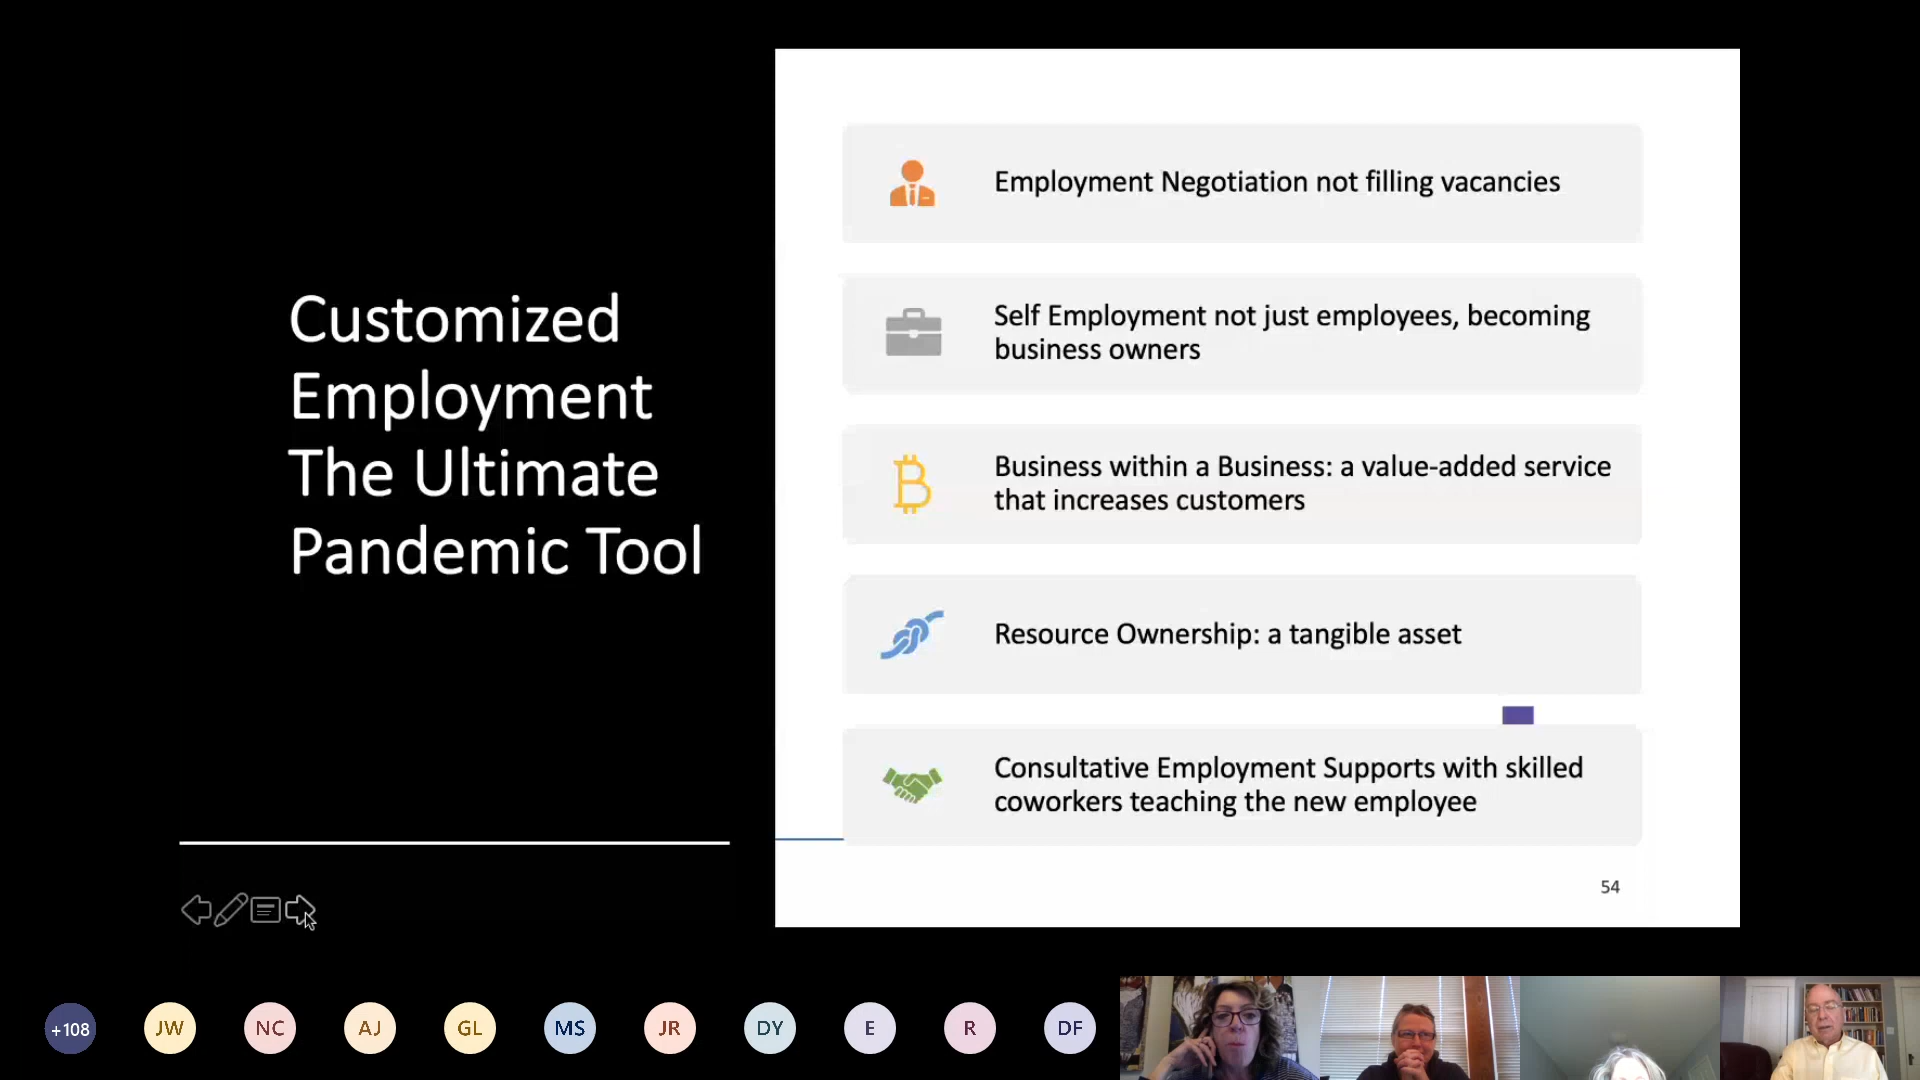 Customized
Employment
The Ultimate
Pandemic Tool
Employment Negotiation not filling vacancies
Self Employment not just employees, becoming
business owners
Business within a Business: a value-added service
that increases customers
Resource Ownership: a tangible asset
Consultative Employment Supports with skilled
coworkers teaching the new employee
54
+108
JW
NC
AJ
GL
MS
JR
DY
E
R
DF